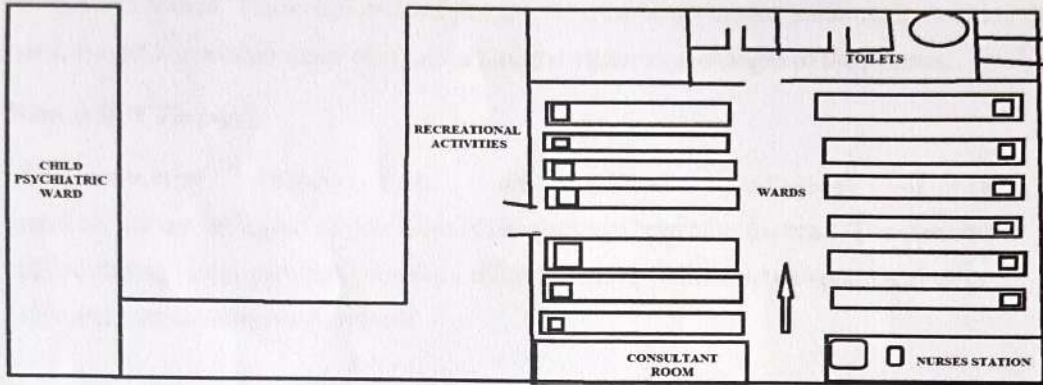 CHILD
PSYCHIATRIC
WARD
RECREATIONAL
ACTIVITIES
TOILETS
WARDS
CONSULTANT
ROOM
NURSES STATION